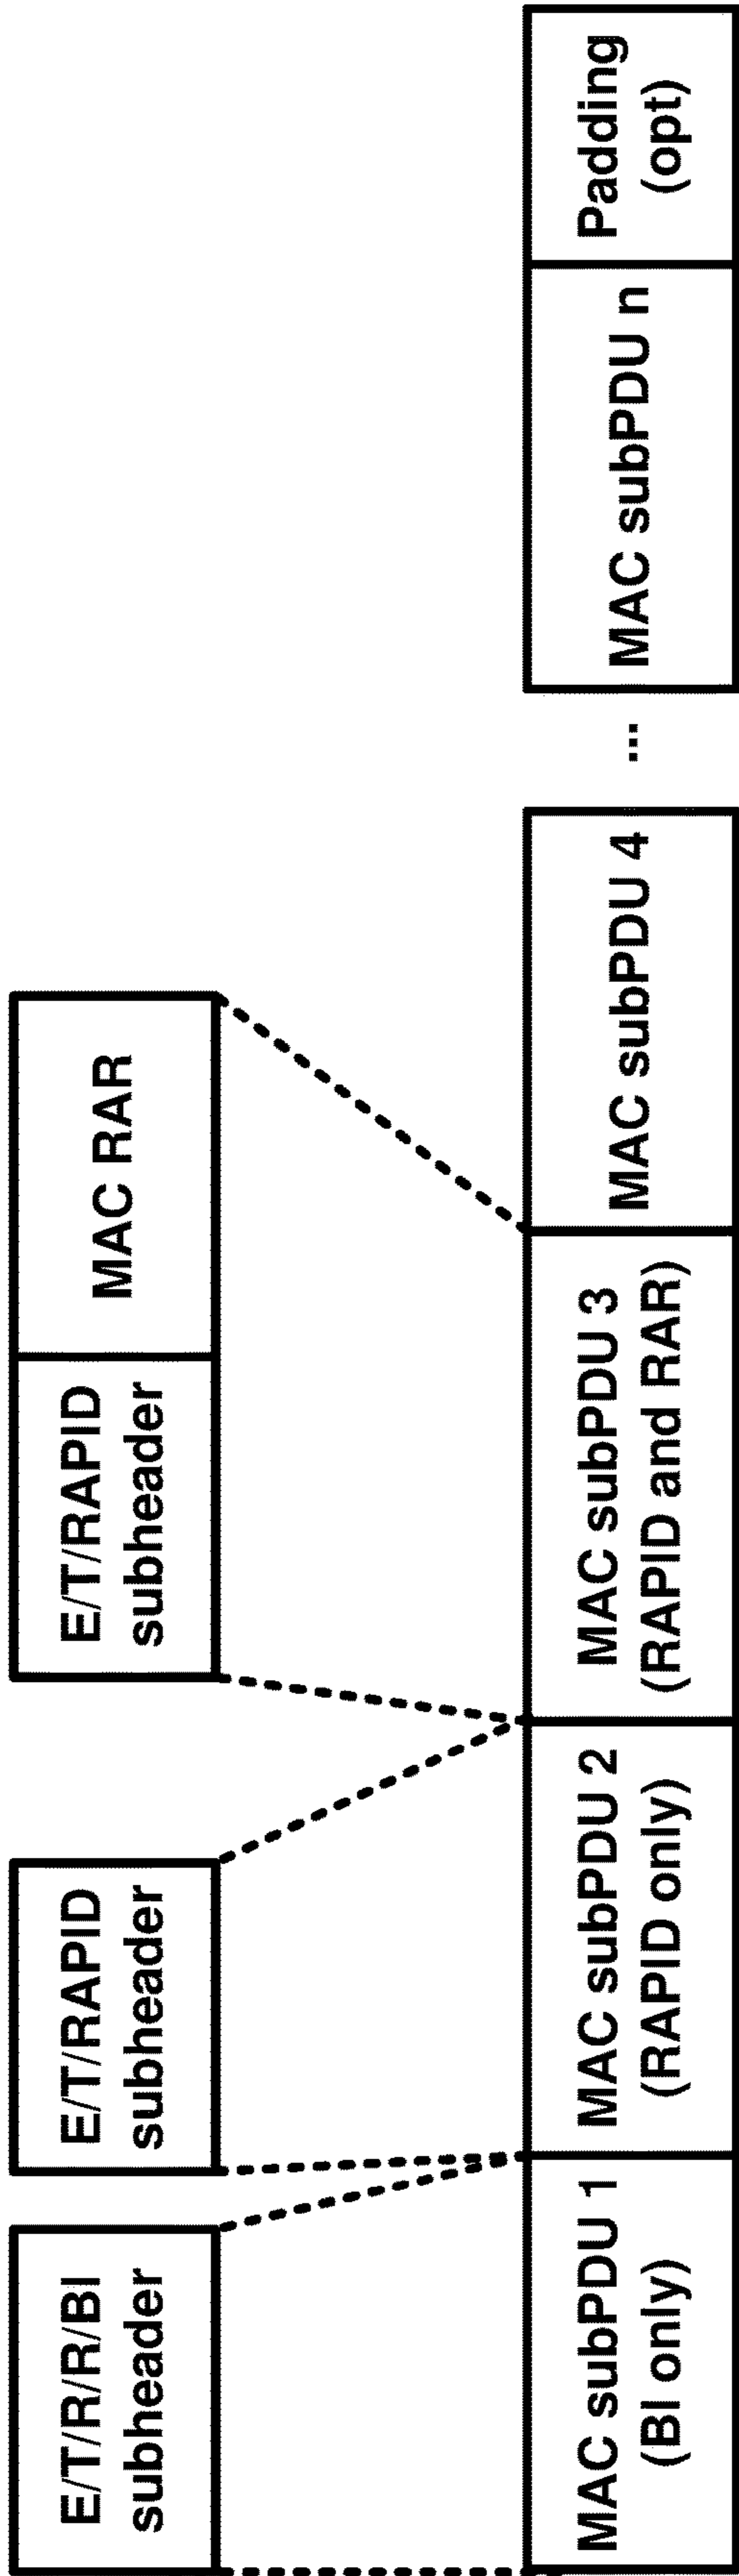 E/T/R/R/BI
subheader
E/T/RAPID
subheader
E/T/RAPID
subheader
MAC RAR
MAC subPDU 1
(BI only)
MAC subPDU 2
(RAPID only)
MAC subPDU 3
(RAPID and RAR)
MAC subPDU 4
...
MAC subPDU n
Padding
(opt)